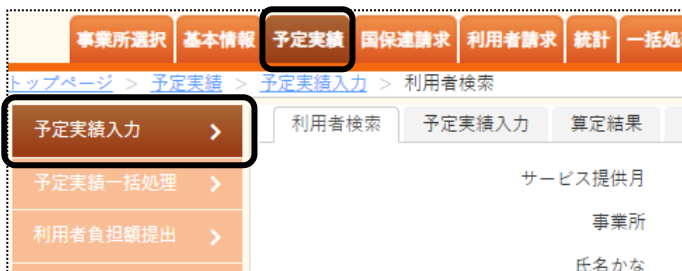 事業所選択 基本情報 予定実績 国保連請求 利用者請求 統計 一括処
トップページ > 予定実績 > 予定実績入力 > 利用者検索
予定実績入力
利用者検索 予定実績入力 算定結果
予定実績一括処理
サービス提供月
事業所
利用者負担額提出
氏名かな